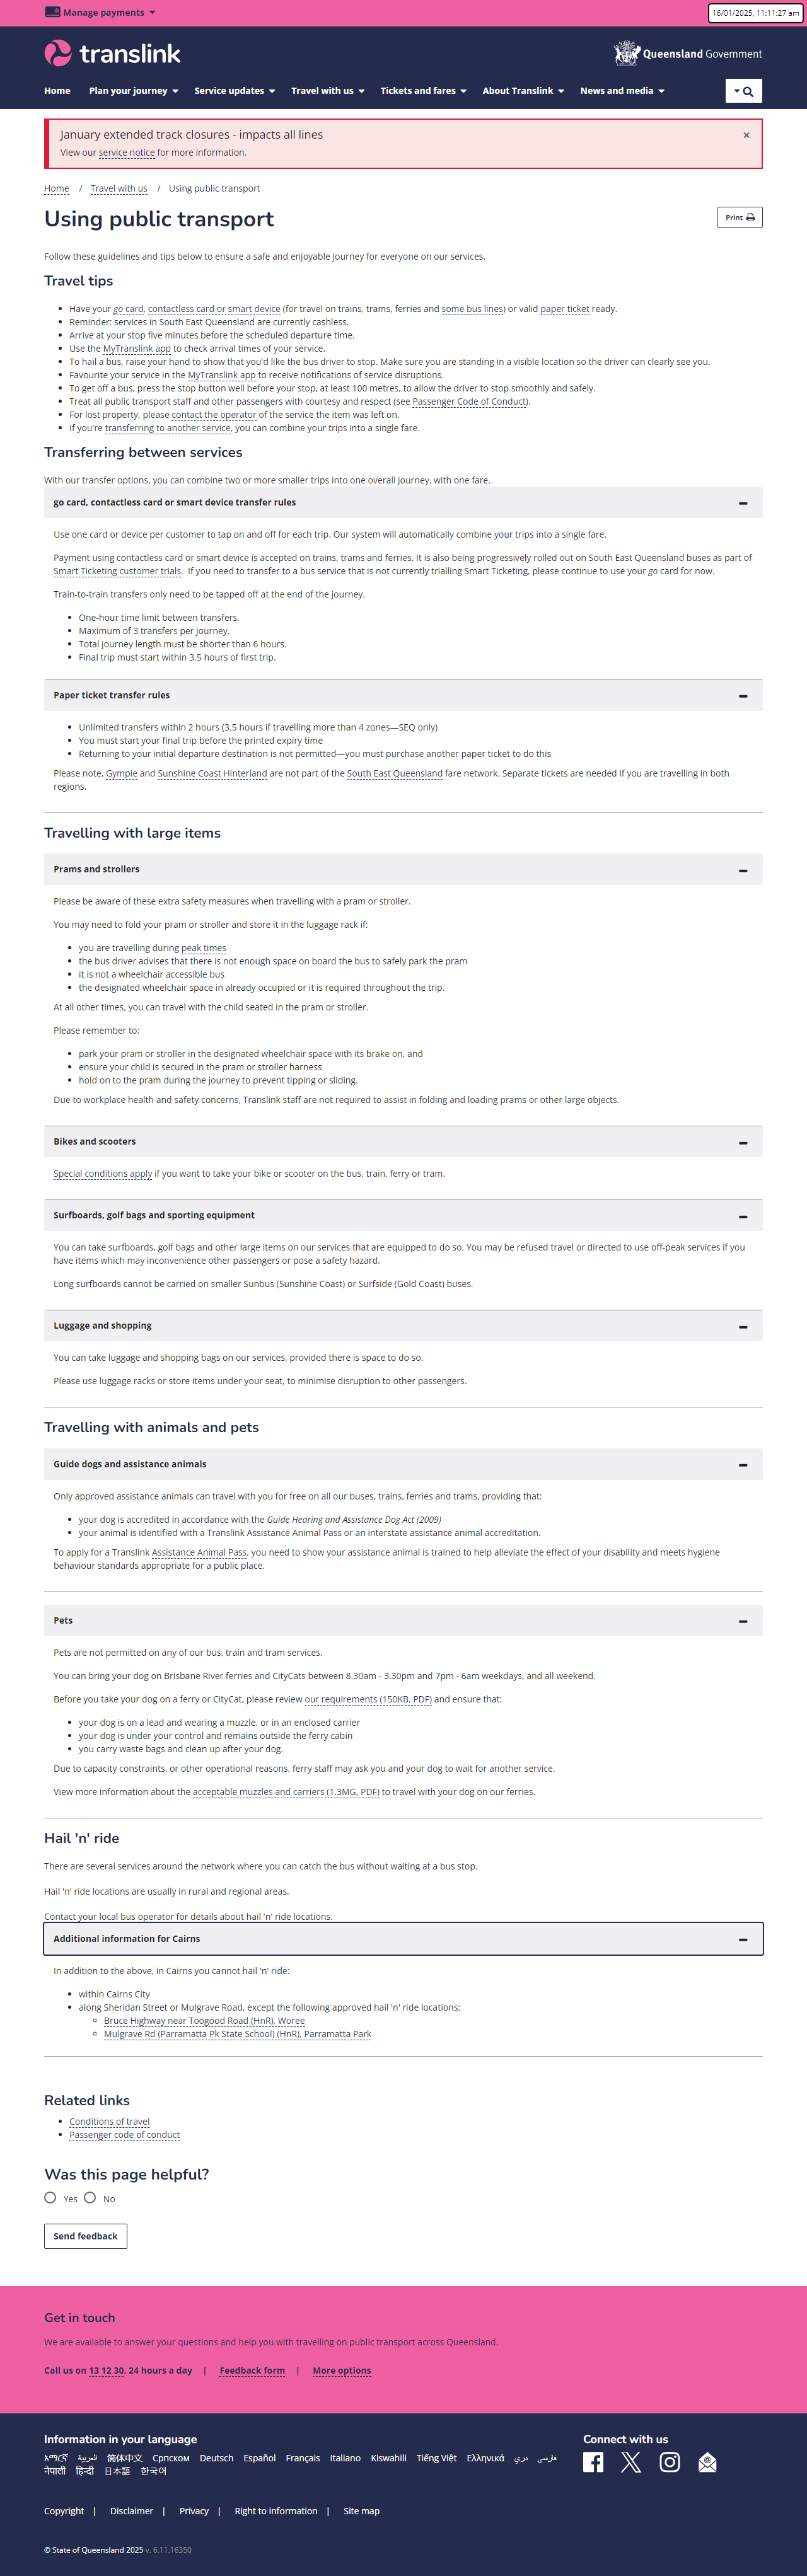 Manage payments
16/01/2025, 11:11:27 am
translink
Queensland Government
Home Plan your journey Service updates Travel with us Tickets and fares About Translink News and media
January extended track closures - impacts all lines ×
View our service notice for more information.
Home / Travel with us / Using public transport
Using public transport
Print
Follow these guidelines and tips below to ensure a safe and enjoyable journey for everyone on our services.
Travel tips
Have your go card, contactless card or smart device (for travel on trains, trams, ferries and some bus lines) or valid paper ticket ready.
Reminder: services in South East Queensland are currently cashless.
Arrive at your stop five minutes before the scheduled departure time.
Use the MyTranslink app to check arrival times of your service.
To hail a bus, raise your hand to show that you'd like the bus driver to stop. Make sure you are standing in a visible location so the driver can clearly see you.
Favourite your service in the MyTranslink app to receive notifications of service disruptions.
To get off a bus, press the stop button well before your stop, at least 100 metres, to allow the driver to stop smoothly and safely.
Treat all public transport staff and other passengers with courtesy and respect (see Passenger Code of Conduct).
For lost property, please contact the operator of the service the item was left on.
If you're transferring to another service, you can combine your trips into a single fare.
Transferring between services
With our transfer options, you can combine two or more smaller trips into one overall journey, with one fare.
go card, contactless card or smart device transfer rules
Use one card or device per customer to tap on and off for each trip. Our system will automatically combine your trips into a single fare.
Payment using contactless card or smart device is accepted on trains, trams and ferries. It is also being progressively rolled out on South East Queensland buses as part of
Smart Ticketing customer trials. If you need to transfer to a bus service that is not currently trialling Smart Ticketing, please continue to use your go card for now.
Train-to-train transfers only need to be tapped off at the end of the journey.
One-hour time limit between transfers.
Maximum of 3 transfers per journey.
Total journey length must be shorter than 6 hours.
Final trip must start within 3.5 hours of first trip.
Paper ticket transfer rules
Unlimited transfers within 2 hours (3.5 hours if travelling more than 4 zones—SEQ only)
You must start your final trip before the printed expiry time
Returning to your initial departure destination is not permitted—you must purchase another paper ticket to do this
Please note, Gympie and Sunshine Coast Hinterland are not part of the South East Queensland fare network. Separate tickets are needed if you are travelling in both
regions.
Travelling with large items
Prams and strollers
Please be aware of these extra safety measures when travelling with a pram or stroller.
You may need to fold your pram or stroller and store it in the luggage rack if:
you are travelling during peak times
the bus driver advises that there is not enough space on board the bus to safely park the pram
it is not a wheelchair accessible bus
the designated wheelchair space in already occupied or it is required throughout the trip.
At all other times, you can travel with the child seated in the pram or stroller.
Please remember to:
park your pram or stroller in the designated wheelchair space with its brake on, and
ensure your child is secured in the pram or stroller harness
hold on to the pram during the journey to prevent tipping or sliding.
Due to workplace health and safety concerns, Translink staff are not required to assist in folding and loading prams or other large objects.
Bikes and scooters
Special conditions apply if you want to take your bike or scooter on the bus, train, ferry or tram.
Surfboards, golf bags and sporting equipment
You can take surfboards, golf bags and other large items on our services that are equipped to do so. You may be refused travel or directed to use off-peak services if you
have items which may inconvenience other passengers or pose a safety hazard.
Long surfboards cannot be carried on smaller Sunbus (Sunshine Coast) or Surfside (Gold Coast) buses.
Luggage and shopping
You can take luggage and shopping bags on our services, provided there is space to do so.
Please use luggage racks or store items under your seat, to minimise disruption to other passengers.
Travelling with animals and pets
Guide dogs and assistance animals
Only approved assistance animals can travel with you for free on all our buses, trains, ferries and trams, providing that:
your dog is accredited in accordance with the Guide Hearing and Assistance Dog Act (2009)
your animal is identified with a Translink Assistance Animal Pass or an interstate assistance animal accreditation.
To apply for a Translink Assistance Animal Pass, you need to show your assistance animal is trained to help alleviate the effect of your disability and meets hygiene
behaviour standards appropriate for a public place.
Pets
Pets are not permitted on any of our bus, train and tram services.
You can bring your dog on Brisbane River ferries and CityCats between 8.30am - 3.30pm and 7pm - 6am weekdays, and all weekend.
Before you take your dog on a ferry or CityCat, please review our requirements (150KB, PDF) and ensure that:
your dog is on a lead and wearing a muzzle, or in an enclosed carrier
your dog is under your control and remains outside the ferry cabin
you carry waste bags and clean up after your dog.
Due to capacity constraints, or other operational reasons, ferry staff may ask you and your dog to wait for another service.
View more information about the acceptable muzzles and carriers (1.3MG, PDF) to travel with your dog on our ferries.
Hail 'n' ride
There are several services around the network where you can catch the bus without waiting at a bus stop.
Hail 'n' ride locations are usually in rural and regional areas.
Contact your local bus operator for details about hail 'n' ride locations.
Additional information for Cairns
In addition to the above, in Cairns you cannot hail 'n' ride:
within Cairns City
along Sheridan Street or Mulgrave Road, except the following approved hail 'n' ride locations:
Bruce Highway near Toogood Road (HnR), Woree
Mulgrave Rd (Parramatta Pk State School) (HnR), Parramatta Park
Related links
Conditions of travel
Passenger code of conduct
Was this page helpful?
Yes No
Send feedback
Get in touch
We are available to answer your questions and help you with travelling on public transport across Queensland.
Call us on 13 12 30, 24 hours a day | Feedback form | More options
Information in your language
Connect with us
አማርኛ العربية 简体中文 Српском Deutsch Español Français Italiano Kiswahili Tiếng Việt Ελληνικά دري فارسی
नेपाली हिन्दी 日本語 한국어
Copyright | Disclaimer | Privacy | Right to information | Site map
© State of Queensland 2025 v. 6.11.16350